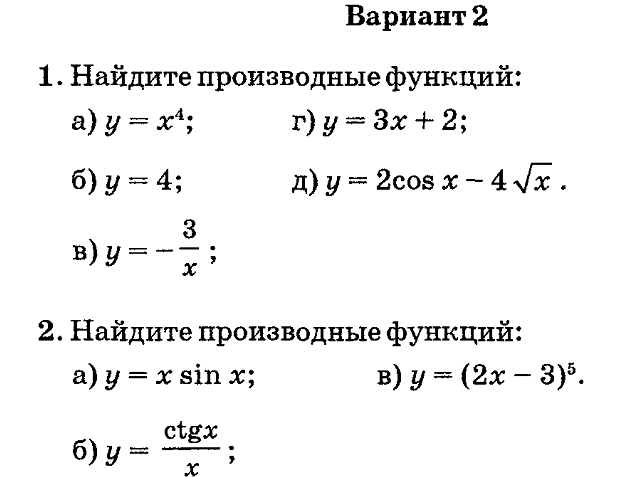 Вариант 2
1. Найдите производные функций:
а) y = x⁴; г) y = 3x + 2;
б) y = 4; д) y = 2cos x – 4√x .
в) y = – 3/x ;
2. Найдите производные функций:
а) y = x sin x; в) y = (2x – 3)⁵.
б) y = ctgx/x ;